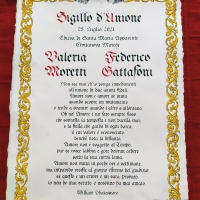 Sigillo d'Unione
25 Luglio 2021
Chiesa di Santa Maria Apparente
Civitanova Marche
Valeria Federico
Moretti Gattafoni
Non sia mai ch'io ponga impedimenti
all'unione di due anime fedeli;
Amore non è amore se muta
quando scopre un mutamento
o tende a svanire quando l'altro s'allontana.
Oh no! Amore è un faro sempre fisso
che sovrasta la tempesta e non vacilla mai;
è la stella che guida di ogni barca,
il cui valore è sconosciuto
benché nota la distanza.
Amore non è soggetto al Tempo
pur se rosee labbra e gote dovran cadere
sotto la sua curva lama.
Amore non muta in poche ore o settimane,
ma impavido resiste al giorno estremo del giudizio;
se questo è un errore e mi sarà provato,
io non ho mai scritto e nessuno ha mai amato.
William Shakespeare